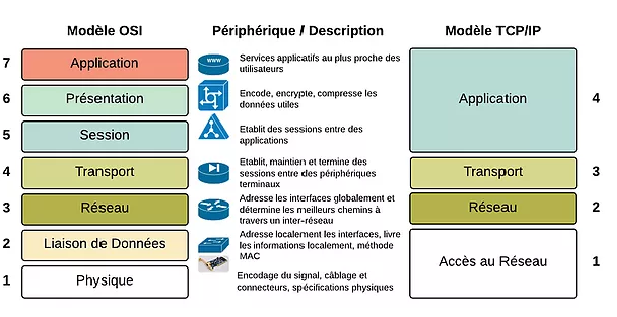 Modèle OSI
Périphérique / Description
Modèle TCP/IP
7
Application
www
Services applicatifs au plus proche des
utilisateurs
6
Présentation
Encode, encrypte, compresse les
données utiles
5
Session
Etablit des sessions entre des
applications
Application
4
4
Transport
Etablit, maintien et termine des
sessions entre des périphériques
terminaux
Transport
3
3
Réseau
Adresse les interfaces globalement et
détermine les meilleurs chemins à
travers un inter-réseau
Réseau
2
2
Liaison de Données
Adresse localement les interfaces, livre
les informations localement, méthode
MAC
1
Physique
Encodage du signal, câblage et
connecteurs, spécifications physiques
Accès au Réseau
1